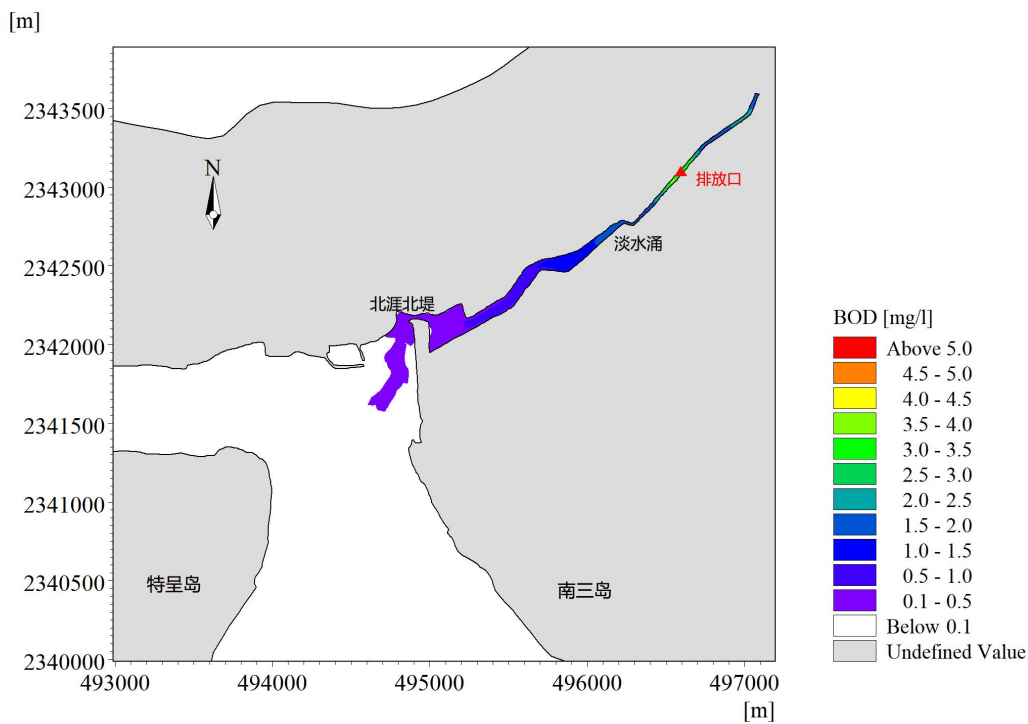 [m]
2343500
2343000
2342500
2342000
2341500
2341000
2340500
2340000
493000
494000
495000
496000
497000
[m]
N
排放口
淡水涌
北涯北堤
特呈岛
南三岛
BOD [mg/l]
Above 5.0
4.5 - 5.0
4.0 - 4.5
3.5 - 4.0
3.0 - 3.5
2.5 - 3.0
2.0 - 2.5
1.5 - 2.0
1.0 - 1.5
0.5 - 1.0
0.1 - 0.5
Below 0.1
Undefined Value